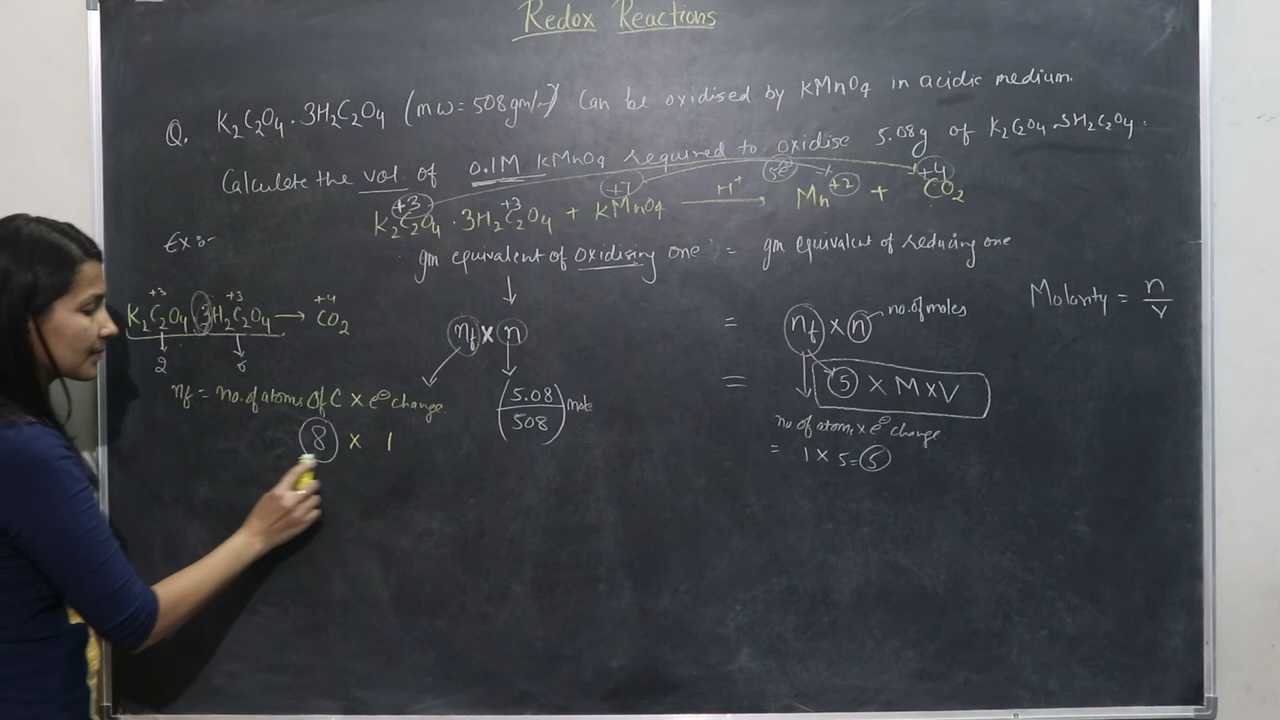 Redox Reactions
Q. K2C2O4 . 3H2C2O4 (mw = 508gm/ Can be oxidised by KMnO4 in acidic medium.
Calculate the vol. of 0.1M KMnO4 required to oxidise 5.08g of K2C2O4.3H2C2O4.
+3 +3 +7 H+ 5e +2 +4
K2C2O4 . 3H2C2O4 + KMnO4 → Mn+2 + CO2
Ex :-
gm equivalent of oxidising one = gm equivalent of reducing one
+3 +3 +4
K2C2O4 3H2C2O4 → CO2
2 6
nf × n = nf × n no. of moles
Molarity = n/v
nf = no. of atoms of C × e⊖ change
8 × 1
(5.08/508) mole
= 5 × M × V
no of atoms × e⊖ change
= 1 × 5 = 5